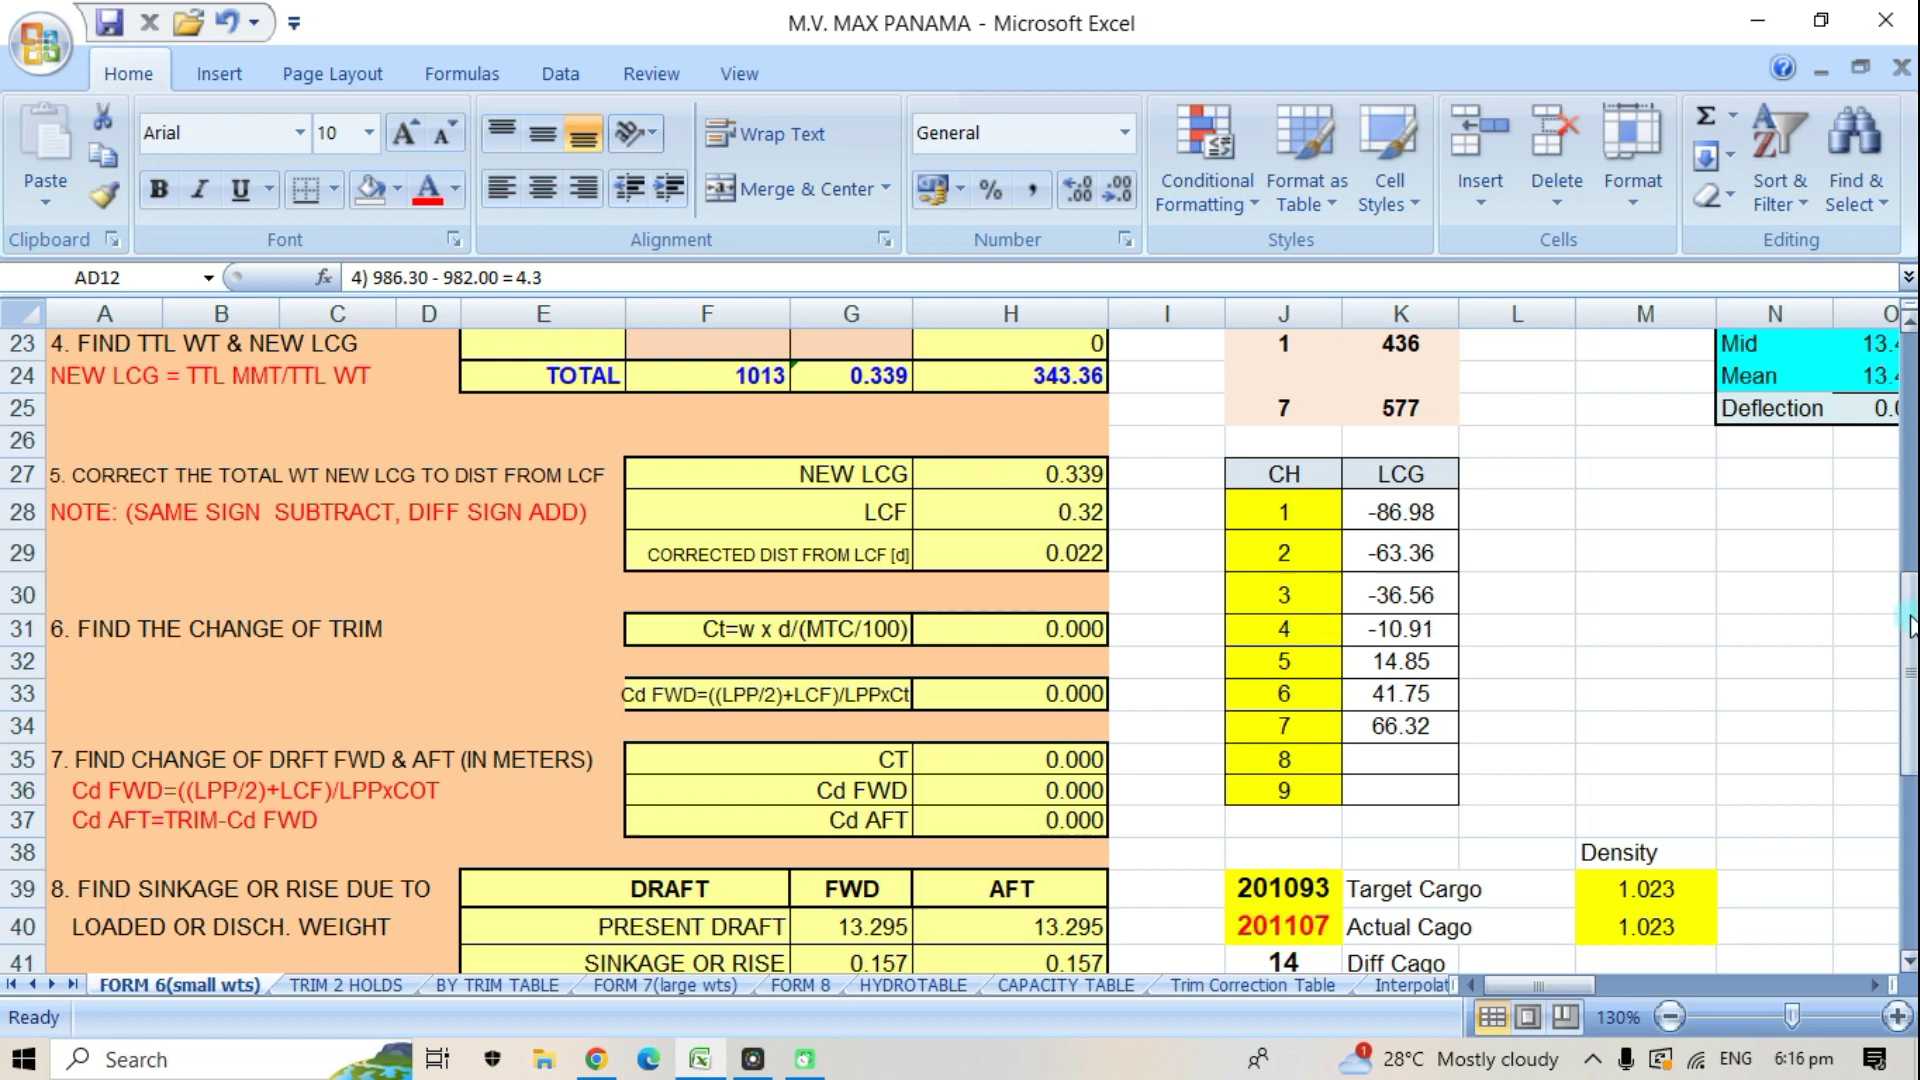 M.V. MAX PANAMA - Microsoft Excel
Home Insert Page Layout Formulas Data Review View
Paste
Clipboard
Arial 10
B I U
Font
Wrap Text
Merge & Center
Alignment
General
Number
Conditional Formatting
Format as Table
Cell Styles
Styles
Insert
Delete
Format
Cells
Sort & Filter
Find & Select
Editing
AD12 fx 4) 986.30 - 982.00 = 4.3
A B C D E F G H I J K L M N O
23 4. FIND TTL WT & NEW LCG 0 1 436 Mid 13.4
24 NEW LCG = TTL MMT/TTL WT TOTAL 1013 0.339 343.36 Mean 13.4
25 7 577 Deflection 0.0
26
27 5. CORRECT THE TOTAL WT NEW LCG TO DIST FROM LCF NEW LCG 0.339 CH LCG
28 NOTE: (SAME SIGN SUBTRACT, DIFF SIGN ADD) LCF 0.32 1 -86.98
29 CORRECTED DIST FROM LCF [d] 0.022 2 -63.36
30 3 -36.56
31 6. FIND THE CHANGE OF TRIM Ct=w x d/(MTC/100) 0.000 4 -10.91
32 5 14.85
33 Cd FWD=((LPP/2)+LCF)/LPPxCt 0.000 6 41.75
34 7 66.32
35 7. FIND CHANGE OF DRFT FWD & AFT (IN METERS) CT 0.000 8
36 Cd FWD=((LPP/2)+LCF)/LPPxCOT Cd FWD 0.000 9
37 Cd AFT=TRIM-Cd FWD Cd AFT 0.000
38 Density
39 8. FIND SINKAGE OR RISE DUE TO DRAFT FWD AFT 201093 Target Cargo 1.023
40 LOADED OR DISCH. WEIGHT PRESENT DRAFT 13.295 13.295 201107 Actual Cago 1.023
41 SINKAGE OR RISE 0.157 0.157 14 Diff Cago
FORM 6(small wts) TRIM 2 HOLDS BY TRIM TABLE FORM 7(large wts) FORM 8 HYDROTABLE CAPACITY TABLE Trim Correction Table Interpolat
Ready 130%
Search 28°C Mostly cloudy ENG 6:16 pm